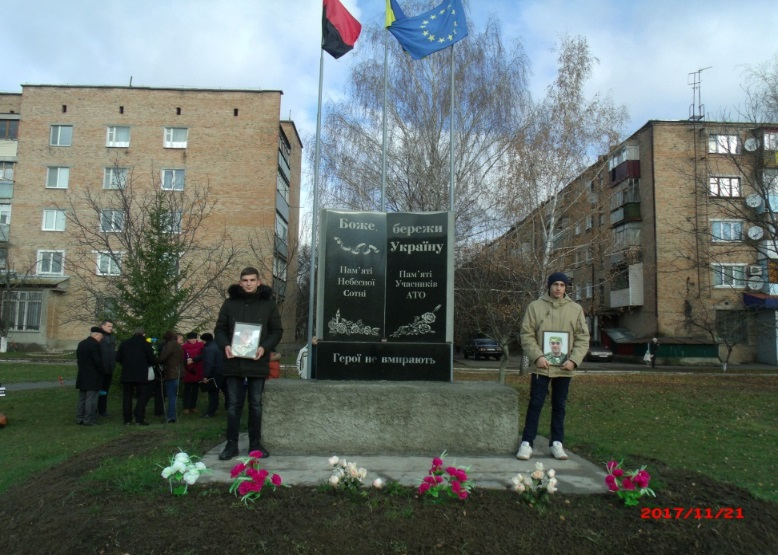 Боже, бережи
Україну
Пам'яті
Небесної
Сотні
Пам'яті
Учасників
АТО
Герої не вмирають
2017/11/21